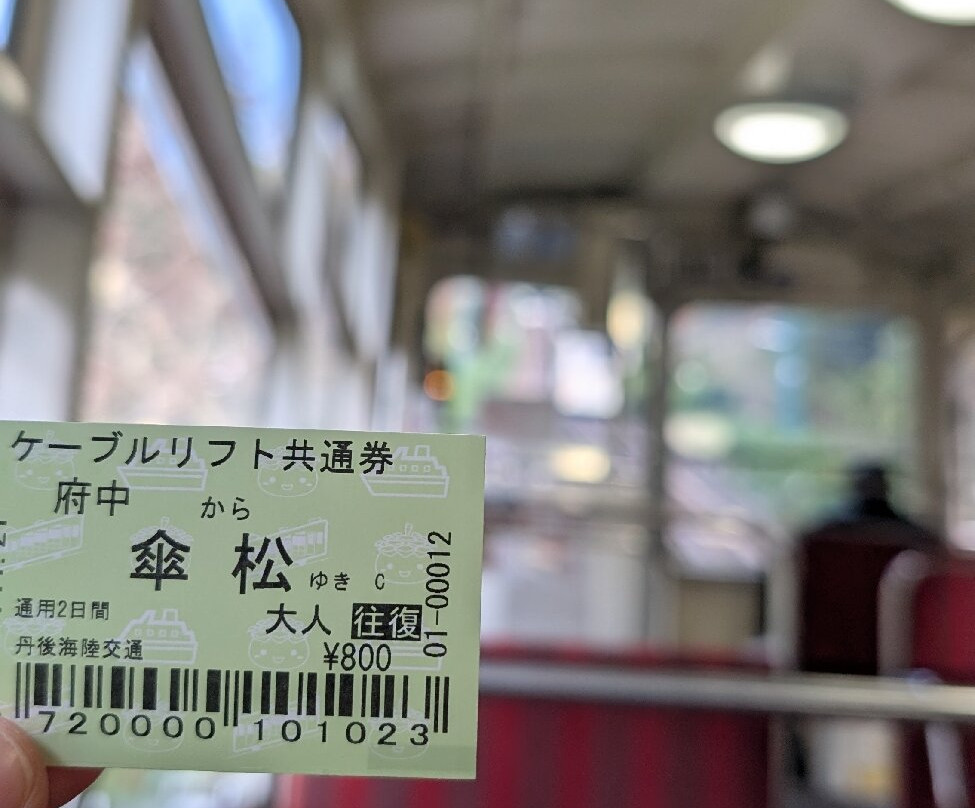 ケーブルリフト共通券
府中 から
傘松 ゆき C
通用2日間 大人 往復
丹後海陸交通 ¥800
01-00012
720000 101023